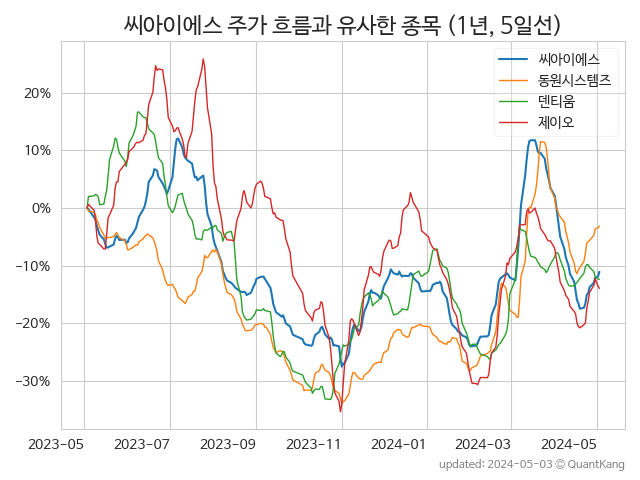 씨아이에스 주가 흐름과 유사한 종목 (1년, 5일선)
씨아이에스
동원시스템즈
덴티움
제이오
20%
10%
0%
−10%
−20%
−30%
2023-05 2023-07 2023-09 2023-11 2024-01 2024-03 2024-05
updated: 2024-05-03 © QuantKang